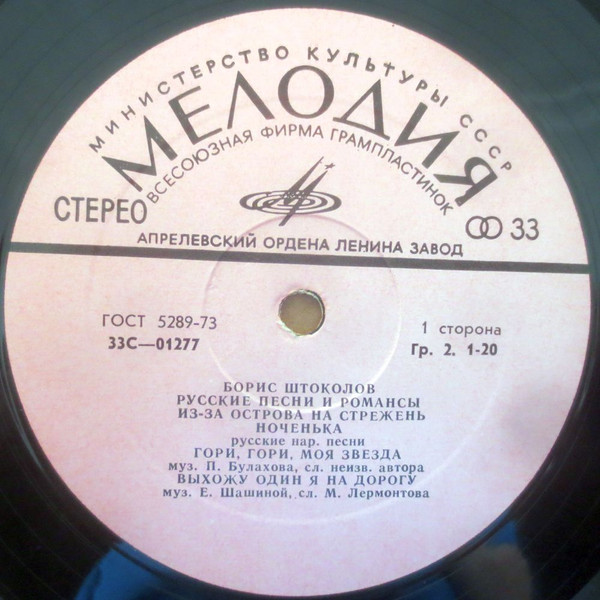 МИНИСТЕРСТВО КУЛЬТУРЫ СССР
МЕЛОДИЯ
ВСЕСОЮЗНАЯ ФИРМА ГРАМПЛАСТИНОК
СТЕРЕО
33
АПРЕЛЕВСКИЙ ОРДЕНА ЛЕНИНА ЗАВОД
ГОСТ 5289-73
33С—01277
1 сторона
Гр. 2. 1-20
БОРИС ШТОКОЛОВ
РУССКИЕ ПЕСНИ И РОМАНСЫ
ИЗ-ЗА ОСТРОВА НА СТРЕЖЕНЬ
НОЧЕНЬКА
русские нар. песни
ГОРИ, ГОРИ, МОЯ ЗВЕЗДА
муз. П. Булахова, сл. неизв. автора
ВЫХОЖУ ОДИН Я НА ДОРОГУ
муз. Е. Шашиной, сл. М. Лермонтова